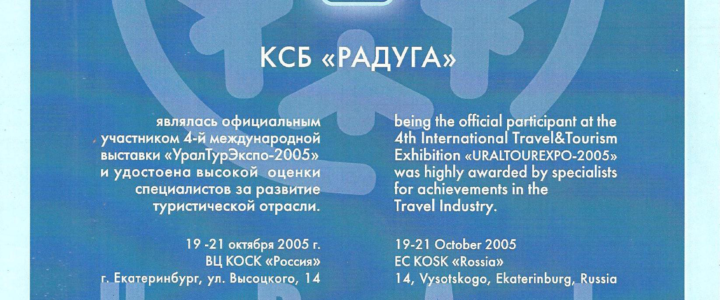 КСБ «РАДУГА»
являлась официальным
участником 4-й международной
выставки «УралТурЭкспо-2005»
и удостоена высокой оценки
специалистов за развитие
туристической отрасли.
being the official participant at the
4th International Travel&Tourism
Exhibition «URALTOUREXPO-2005»
was highly awarded by specialists
for achievements in the
Travel Industry.
19 -21 октября 2005 г.
ВЦ КОСК «Россия»
г. Екатеринбург, ул. Высоцкого, 14
19-21 October 2005
EC KOSK «Rossia»
14, Vysotskogo, Ekaterinburg, Russia